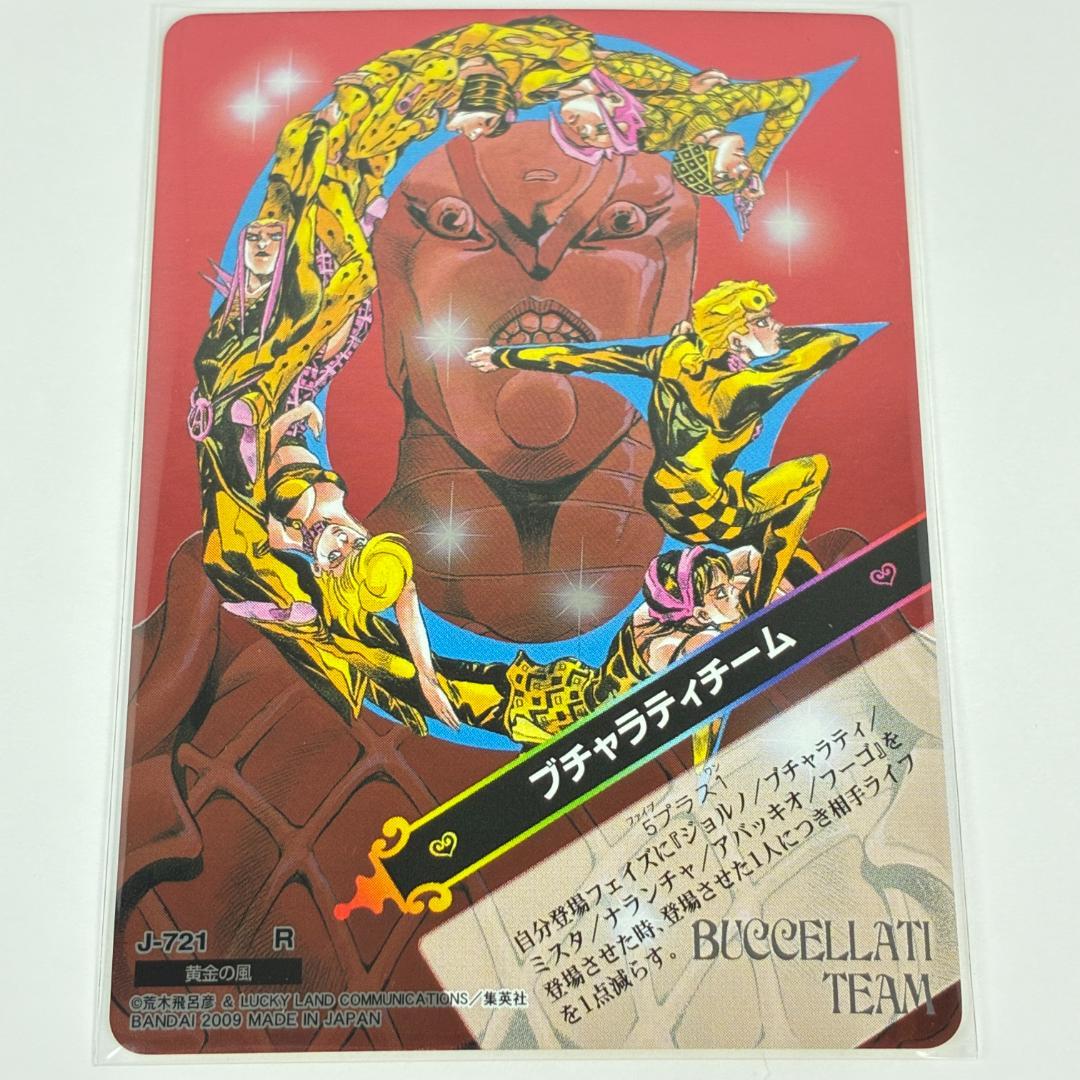 ブチャラティチーム
5プラス1
ファイブ ワン
自分登場フェイズに『ジョルノ/ブチャラティ/
ミスタ/ナランチャ/アバッキオ/フーゴ』を
登場させた時、登場させた1人につき相手ライフ
を1点減らす。
BUCCELLATI
TEAM
J-721 R
黄金の風
©荒木飛呂彦 & LUCKY LAND COMMUNICATIONS/集英社
BANDAI 2009 MADE IN JAPAN